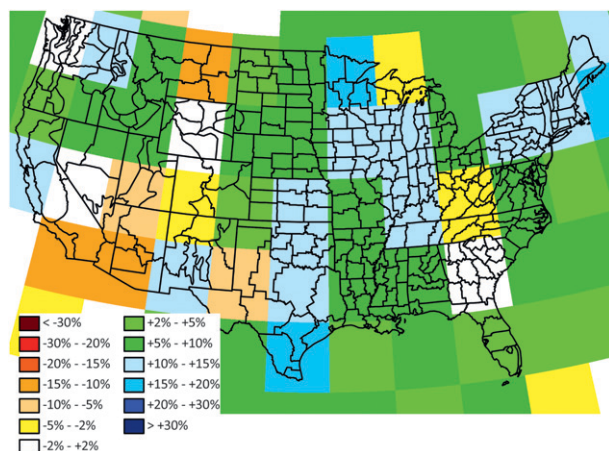 < -30%
-30% - -20%
-20% - -15%
-15% - -10%
-10% - -5%
-5% - -2%
-2% - +2%
+2% - +5%
+5% - +10%
+10% - +15%
+15% - +20%
+20% - +30%
> +30%